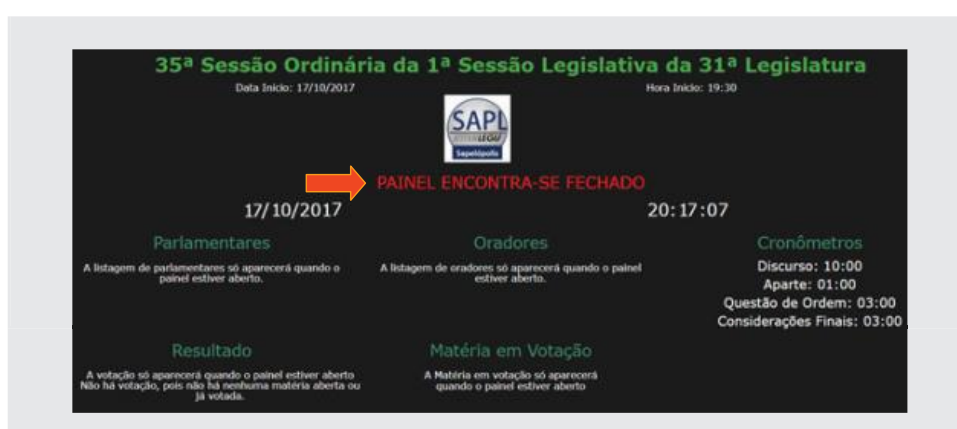 35ª Sessão Ordinária da 1ª Sessão Legislativa da 31ª Legislatura
Data Início: 17/10/2017
Hora Início: 19:30
SAPL
Sapelópolis
PAINEL ENCONTRA-SE FECHADO
17/10/2017
20:17:07
Parlamentares
A listagem de parlamentares só aparecerá quando o
painel estiver aberto.
Oradores
A listagem de oradores só aparecerá quando o painel
estiver aberto.
Cronômetros
Discurso: 10:00
Aparte: 01:00
Questão de Ordem: 03:00
Considerações Finais: 03:00
Resultado
A votação só aparecerá quando o painel estiver aberto
Não há votação, pois não há nenhuma matéria aberta ou
já votada.
Matéria em Votação
A Matéria em votação só aparecerá
quando o painel estiver aberto